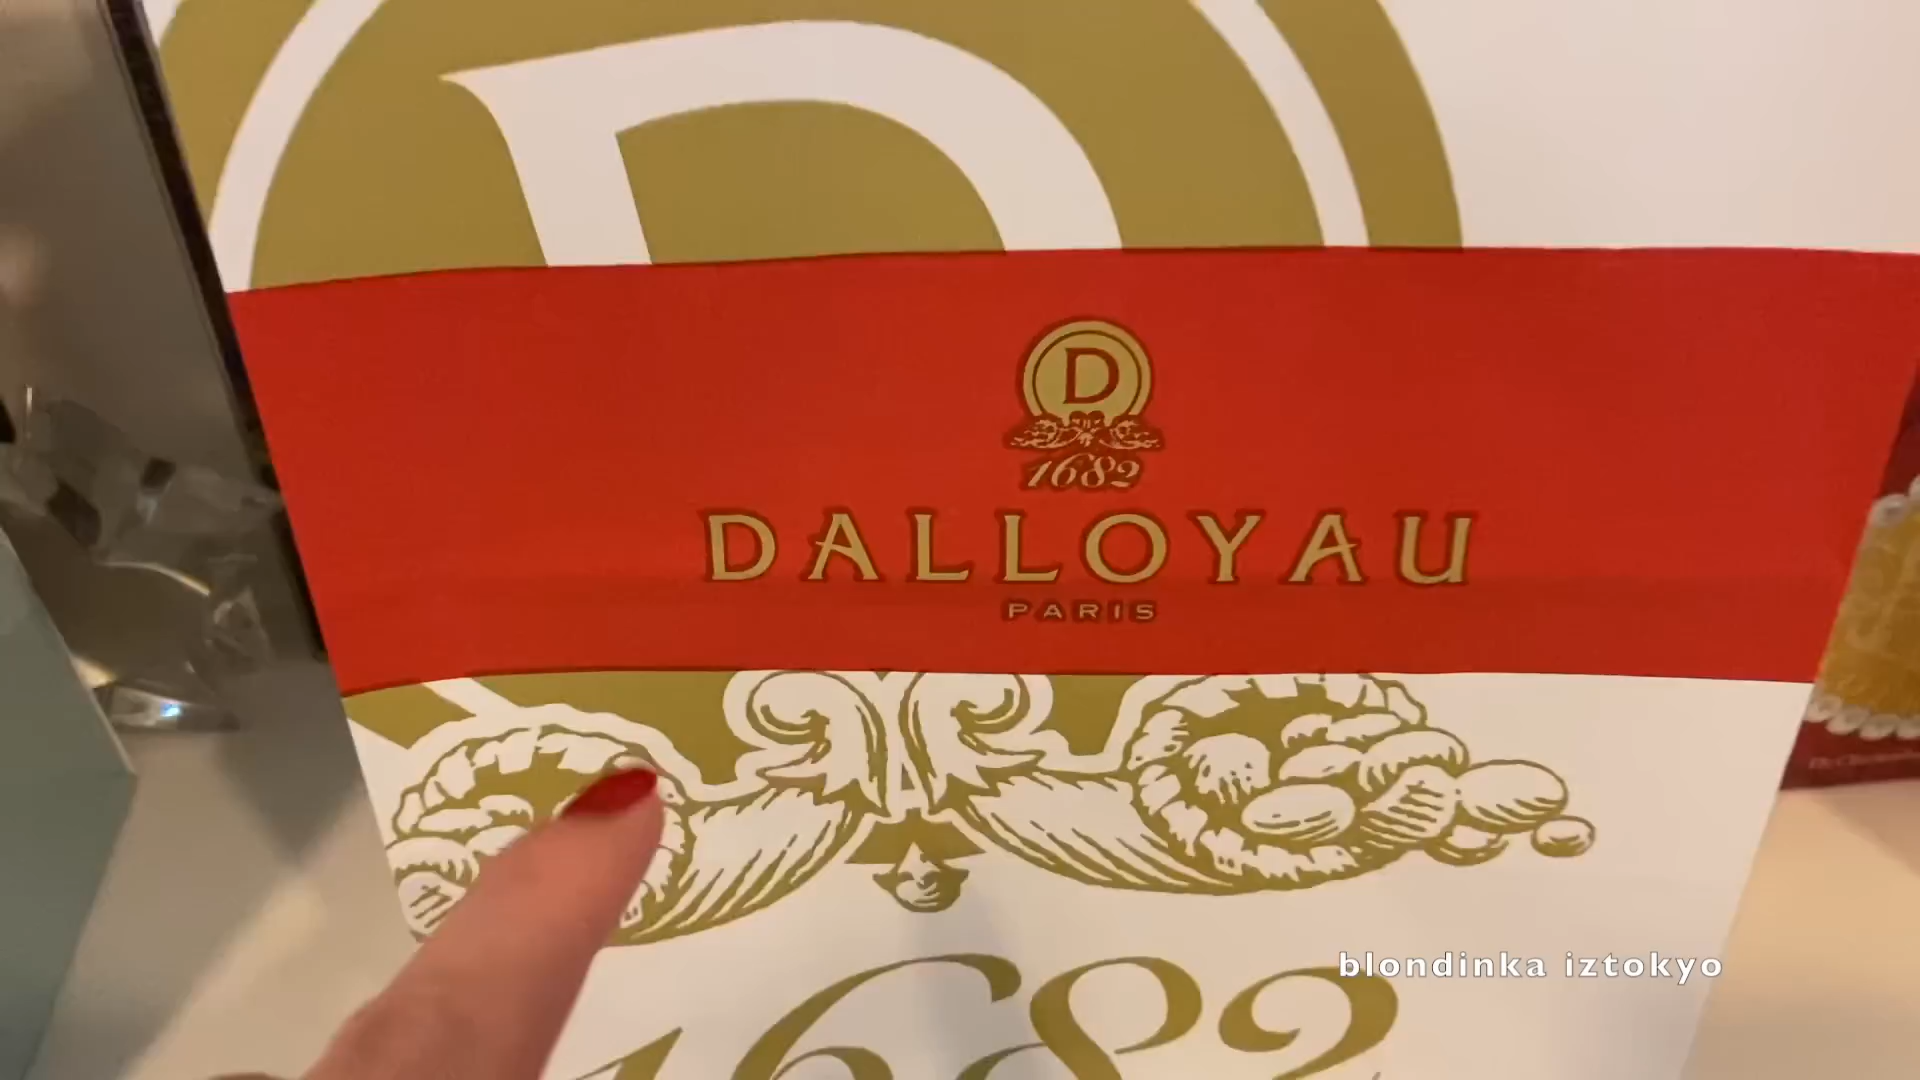 D
D
1682
DALLOYAU
PARIS
1682
blondinka iztokyo